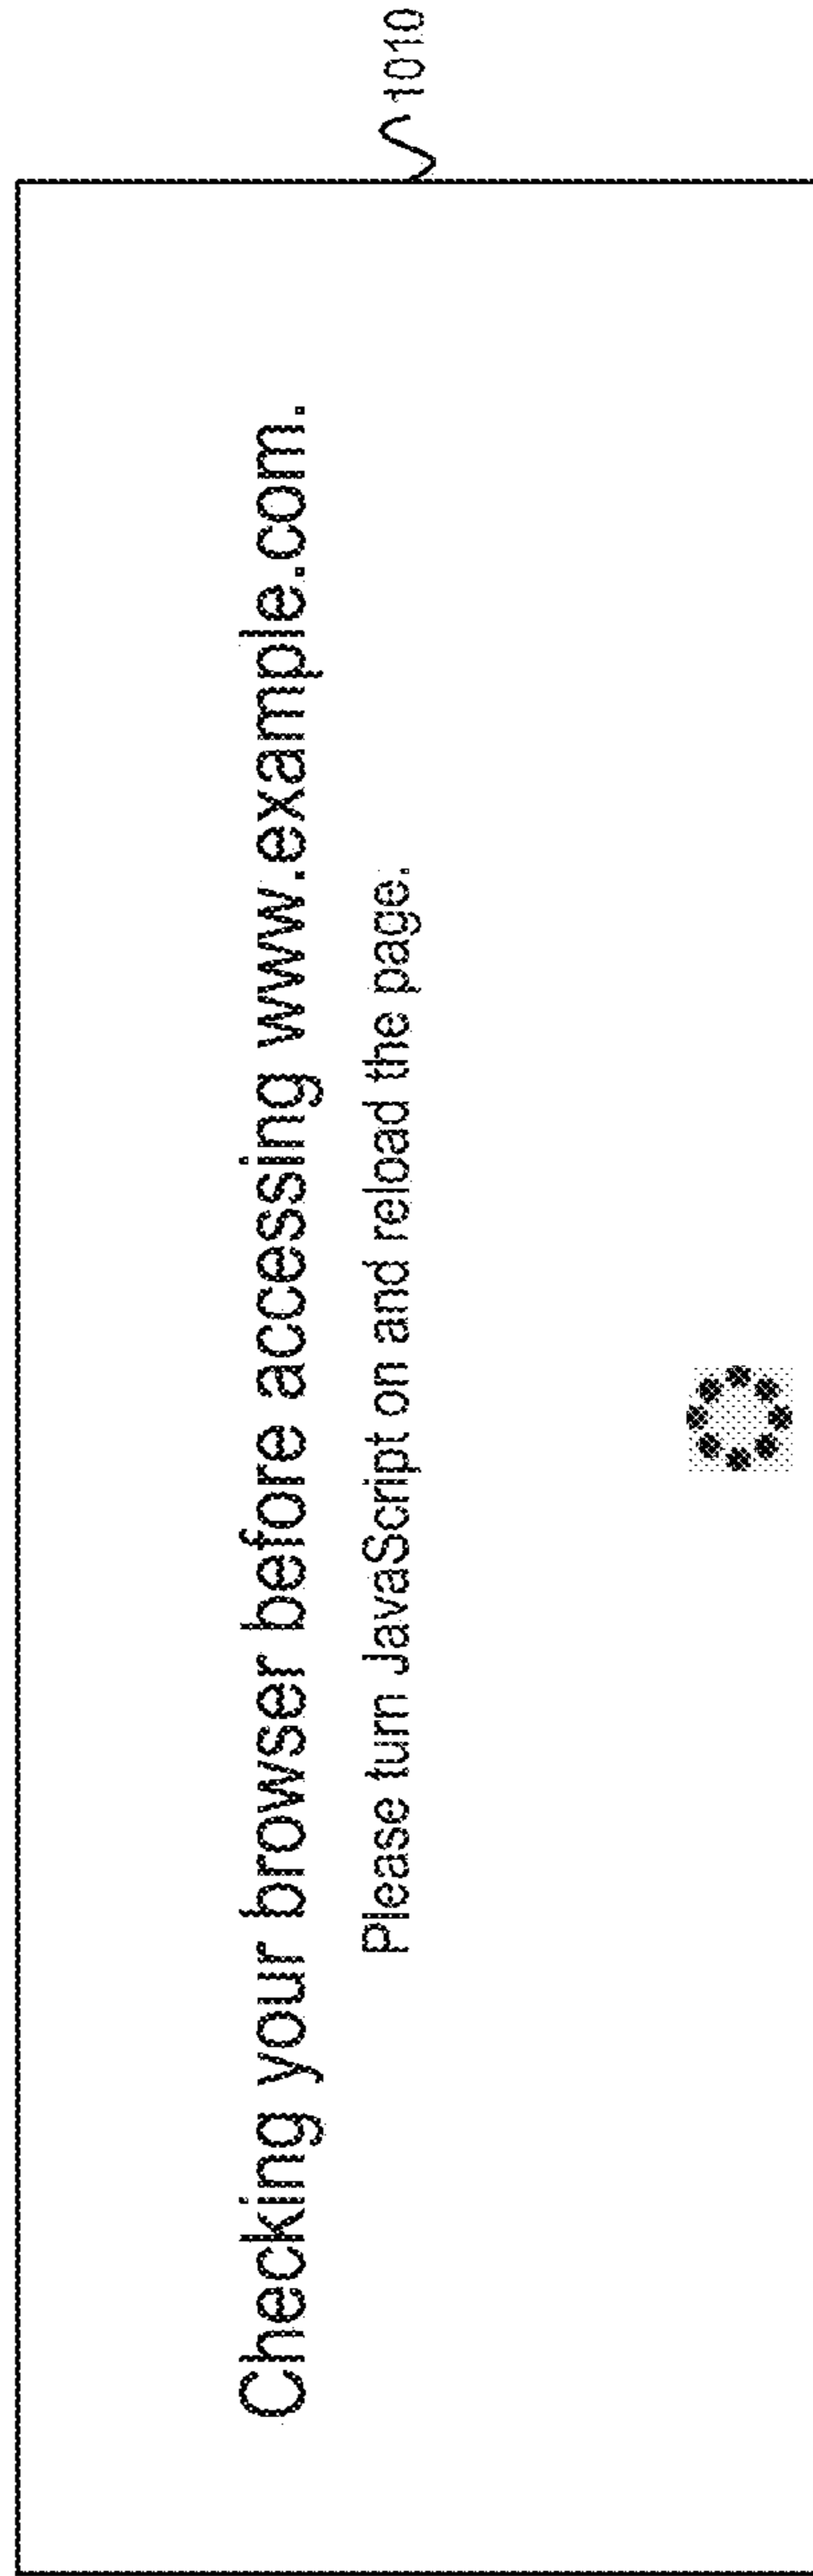 Checking your browser before accessing www.example.com.
Please turn JavaScript on and reload the page.
1010